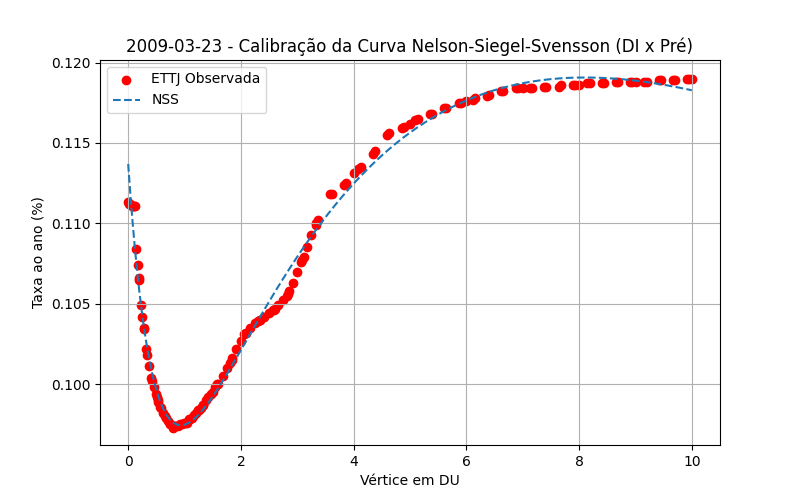 2009-03-23 - Calibração da Curva Nelson-Siegel-Svensson (DI x Pré)
ETTJ Observada
NSS
0.120
0.115
0.110
0.105
0.100
Taxa ao ano (%)
0 2 4 6 8 10
Vértice em DU